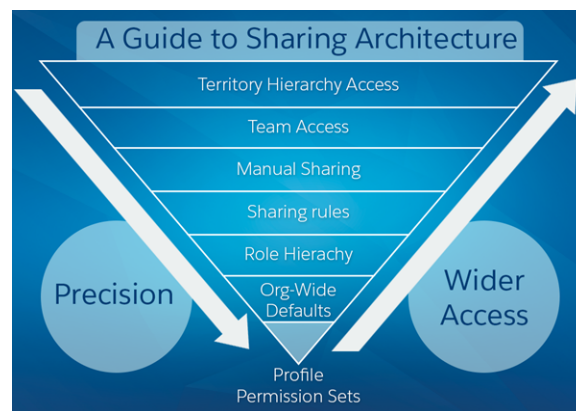 A Guide to Sharing Architecture
Territory Hierarchy Access
Team Access
Manual Sharing
Sharing rules
Role Hierachy
Org-Wide
Defaults
Precision
Wider
Access
Profile
Permission Sets